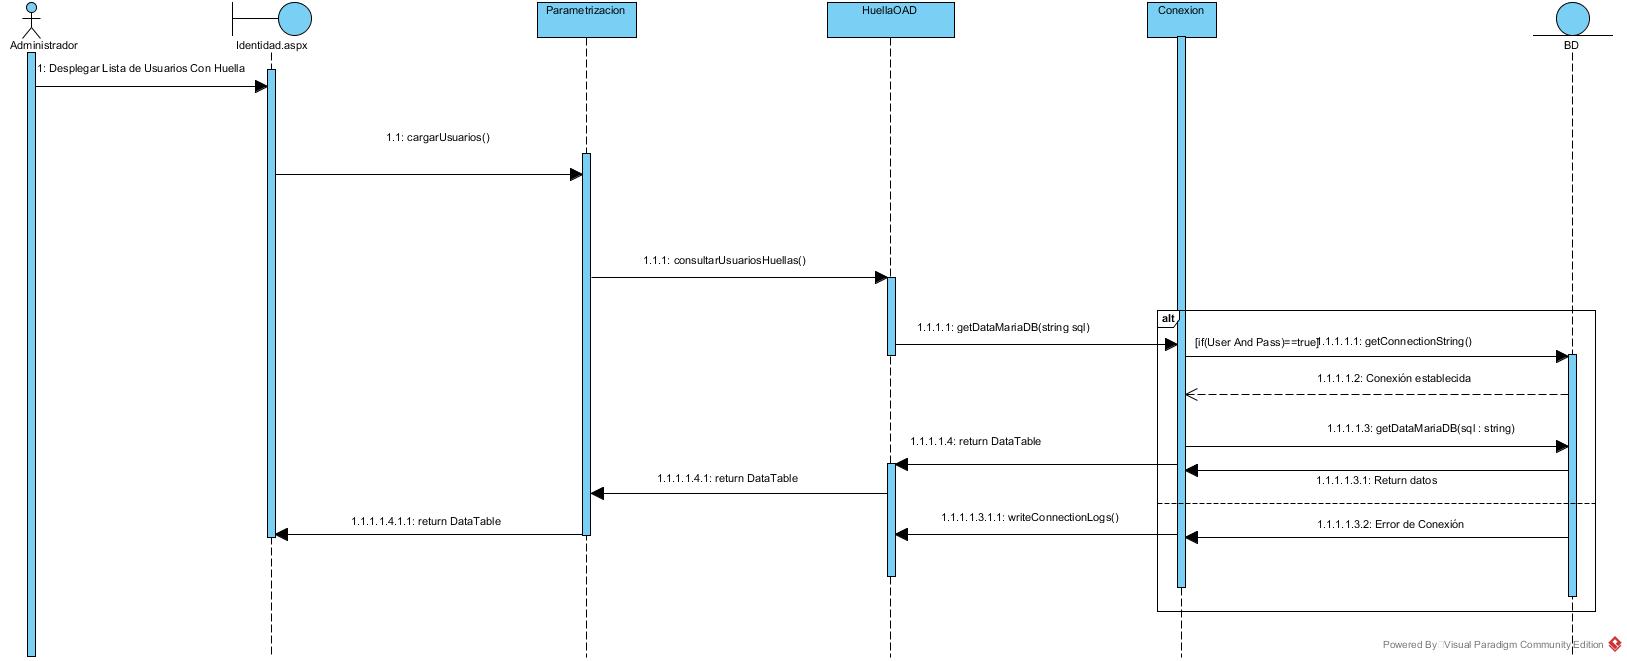 Parametrizacion
HuellaOAD
Conexion
Administrador
Identidad.aspx
BD
1: Desplegar Lista de Usuarios Con Huella
1.1: cargarUsuarios()
1.1.1: consultarUsuariosHuellas()
alt
1.1.1.1: getDataMariaDB(string sql)
[if(User And Pass)==true]
1.1.1.1.1: getConnectionString()
1.1.1.1.2: Conexión establecida
1.1.1.1.3: getDataMariaDB(sql : string)
1.1.1.1.4: return DataTable
1.1.1.1.4.1: return DataTable
1.1.1.1.3.1: Return datos
1.1.1.1.4.1.1: return DataTable
1.1.1.1.3.1.1: writeConnectionLogs()
1.1.1.1.3.2: Error de Conexión
Powered By Visual Paradigm Community Edition